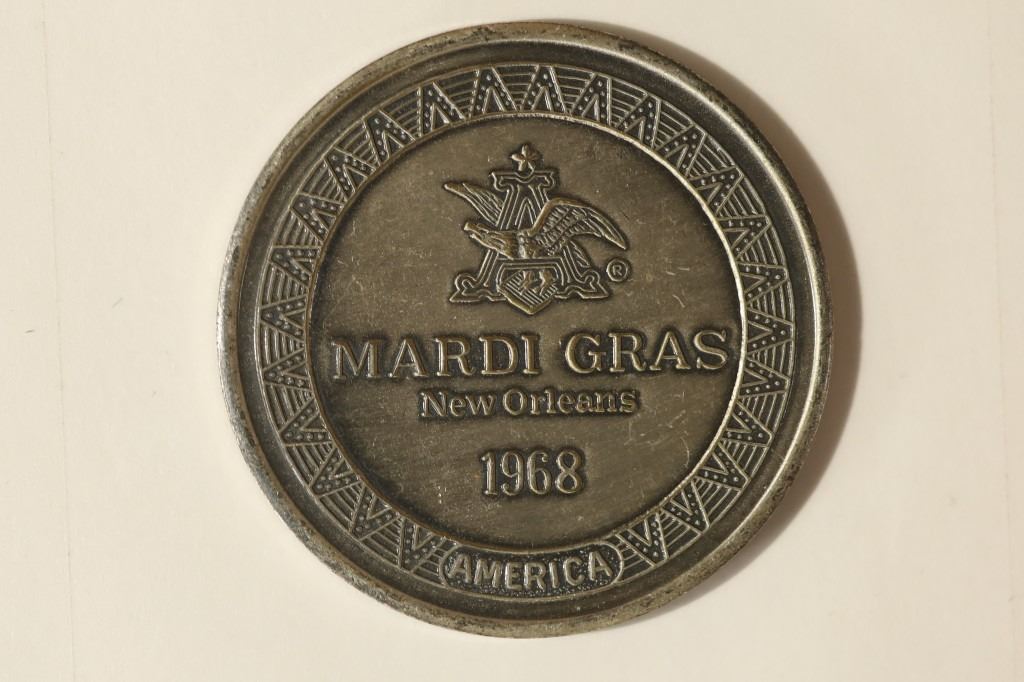 A
®
MARDI GRAS
New Orleans
1968
AMERICA